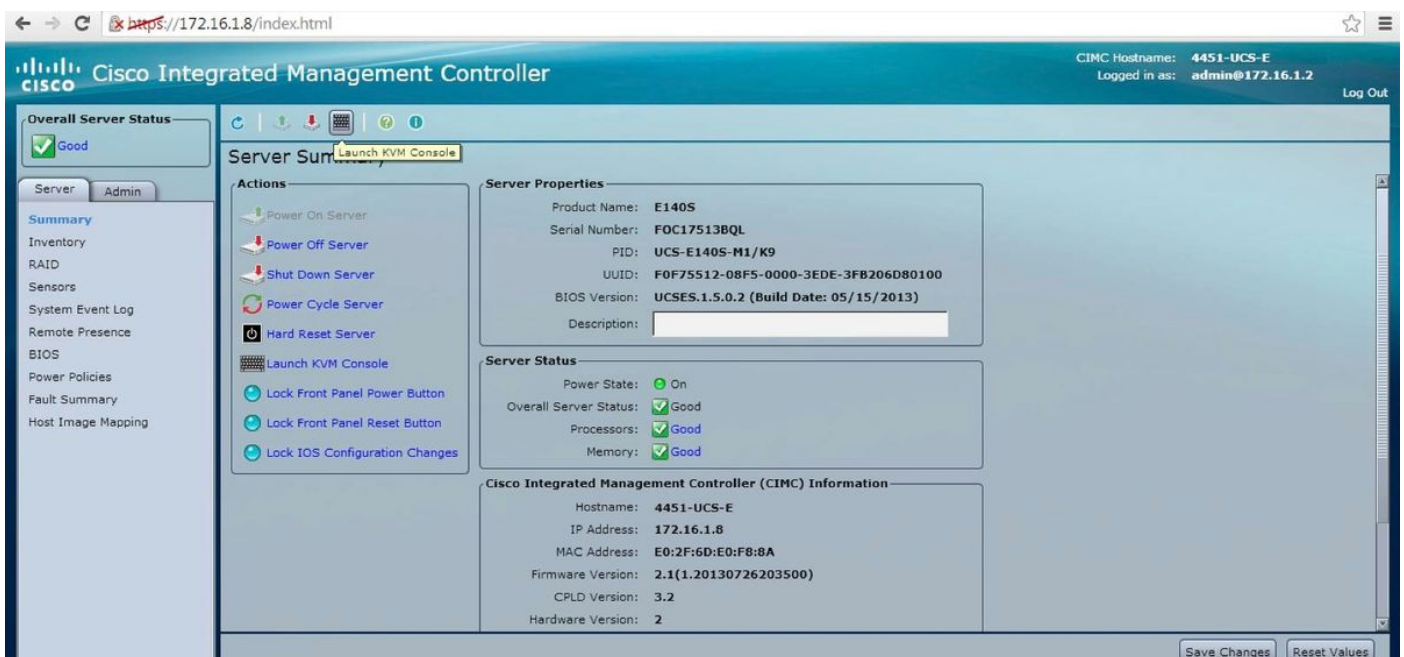 https://172.16.1.8/index.html
CISCO
Cisco Integrated Management Controller
CIMC Hostname: 4451-UCS-E
Logged in as: admin@172.16.1.2
Log Out
Overall Server Status
Good
Server
Admin
Summary
Inventory
RAID
Sensors
System Event Log
Remote Presence
BIOS
Power Policies
Fault Summary
Host Image Mapping
Launch KVM Console
Server
Actions
Power On Server
Power Off Server
Shut Down Server
Power Cycle Server
Hard Reset Server
Launch KVM Console
Lock Front Panel Power Button
Lock Front Panel Reset Button
Lock IOS Configuration Changes
Server Properties
Product Name: E140S
Serial Number: FOC17513BQL
PID: UCS-E140S-M1/K9
UUID: F0F75512-08F5-0000-3EDE-3FB206D80100
BIOS Version: UCSES.1.5.0.2 (Build Date: 05/15/2013)
Description:
Server Status
Power State: On
Overall Server Status: Good
Processors: Good
Memory: Good
Cisco Integrated Management Controller (CIMC) Information
Hostname: 4451-UCS-E
IP Address: 172.16.1.8
MAC Address: E0:2F:6D:E0:F8:8A
Firmware Version: 2.1(1.20130726203500)
CPLD Version: 3.2
Hardware Version: 2
Save Changes
Reset Values